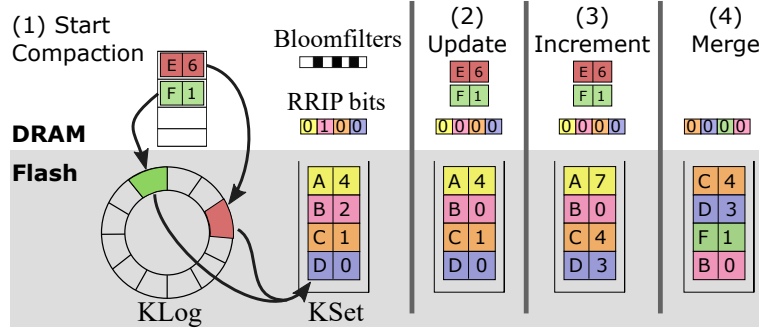 (1) Start
Compaction
E 6
F 1
DRAM
Flash
KLog
Bloomfilters
RRIP bits
0 1 0 0
A 4
B 2
C 1
D 0
KSet
(2)
Update
E 6
F 1
0 0 0 0
A 4
B 0
C 1
D 0
(3)
Increment
E 6
F 1
0 0 0 0
A 7
B 0
C 4
D 3
(4)
Merge
0 0 0 0
C 4
D 3
F 1
B 0